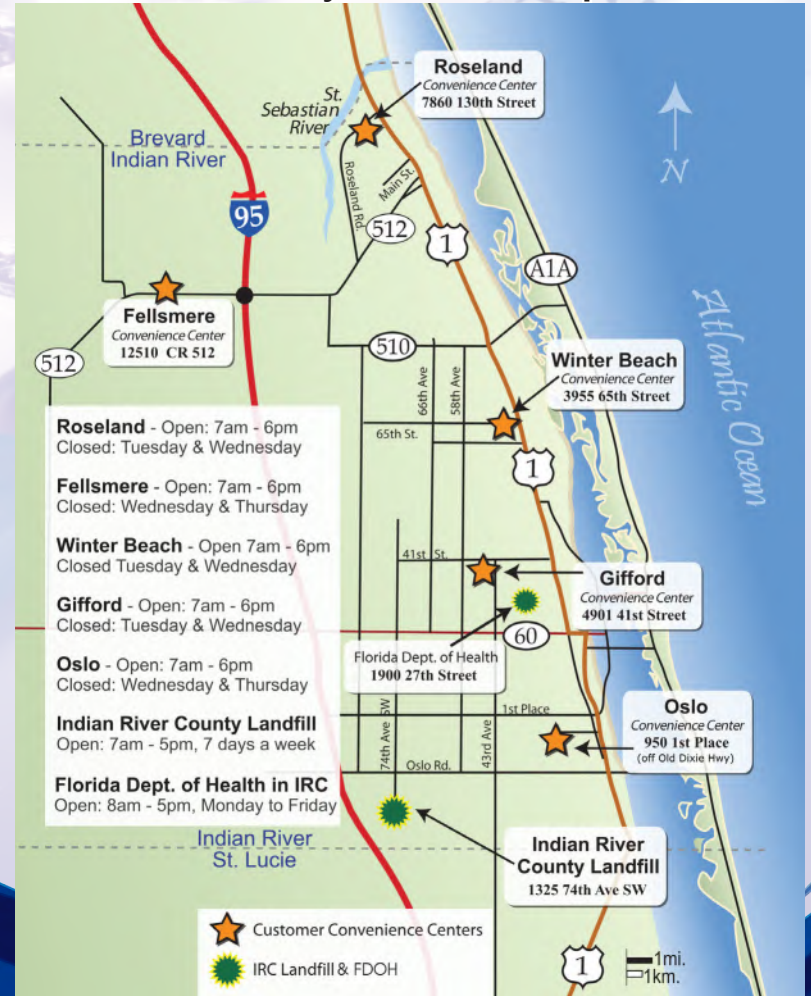 Roseland
Convenience Center
7860 130th Street
St.
Sebastian
River
Brevard
Indian River
N
Roseland Rd.
Main St.
95
512
1
A1A
Fellsmere
Convenience Center
12510 CR 512
512
510
Atlantic Ocean
Winter Beach
Convenience Center
3955 65th Street
66th Ave
58th Ave
65th St.
1
Roseland - Open: 7am - 6pm
Closed: Tuesday & Wednesday
Fellsmere - Open: 7am - 6pm
Closed: Wednesday & Thursday
Winter Beach - Open 7am - 6pm
Closed Tuesday & Wednesday
Gifford - Open: 7am - 6pm
Closed: Tuesday & Wednesday
Oslo - Open: 7am - 6pm
Closed: Wednesday & Thursday
Indian River County Landfill
Open: 7am - 5pm, 7 days a week
Florida Dept. of Health in IRC
Open: 8am - 5pm, Monday to Friday
41st St.
Gifford
Convenience Center
4901 41st Street
60
Florida Dept. of Health
1900 27th Street
74th Ave SW
43rd Ave
1st Place
Oslo
Convenience Center
950 1st Place
(off Old Dixie Hwy)
Oslo Rd.
Indian River
St. Lucie
Indian River
County Landfill
1325 74th Ave SW
Customer Convenience Centers
IRC Landfill & FDOH
1
1mi.
1km.